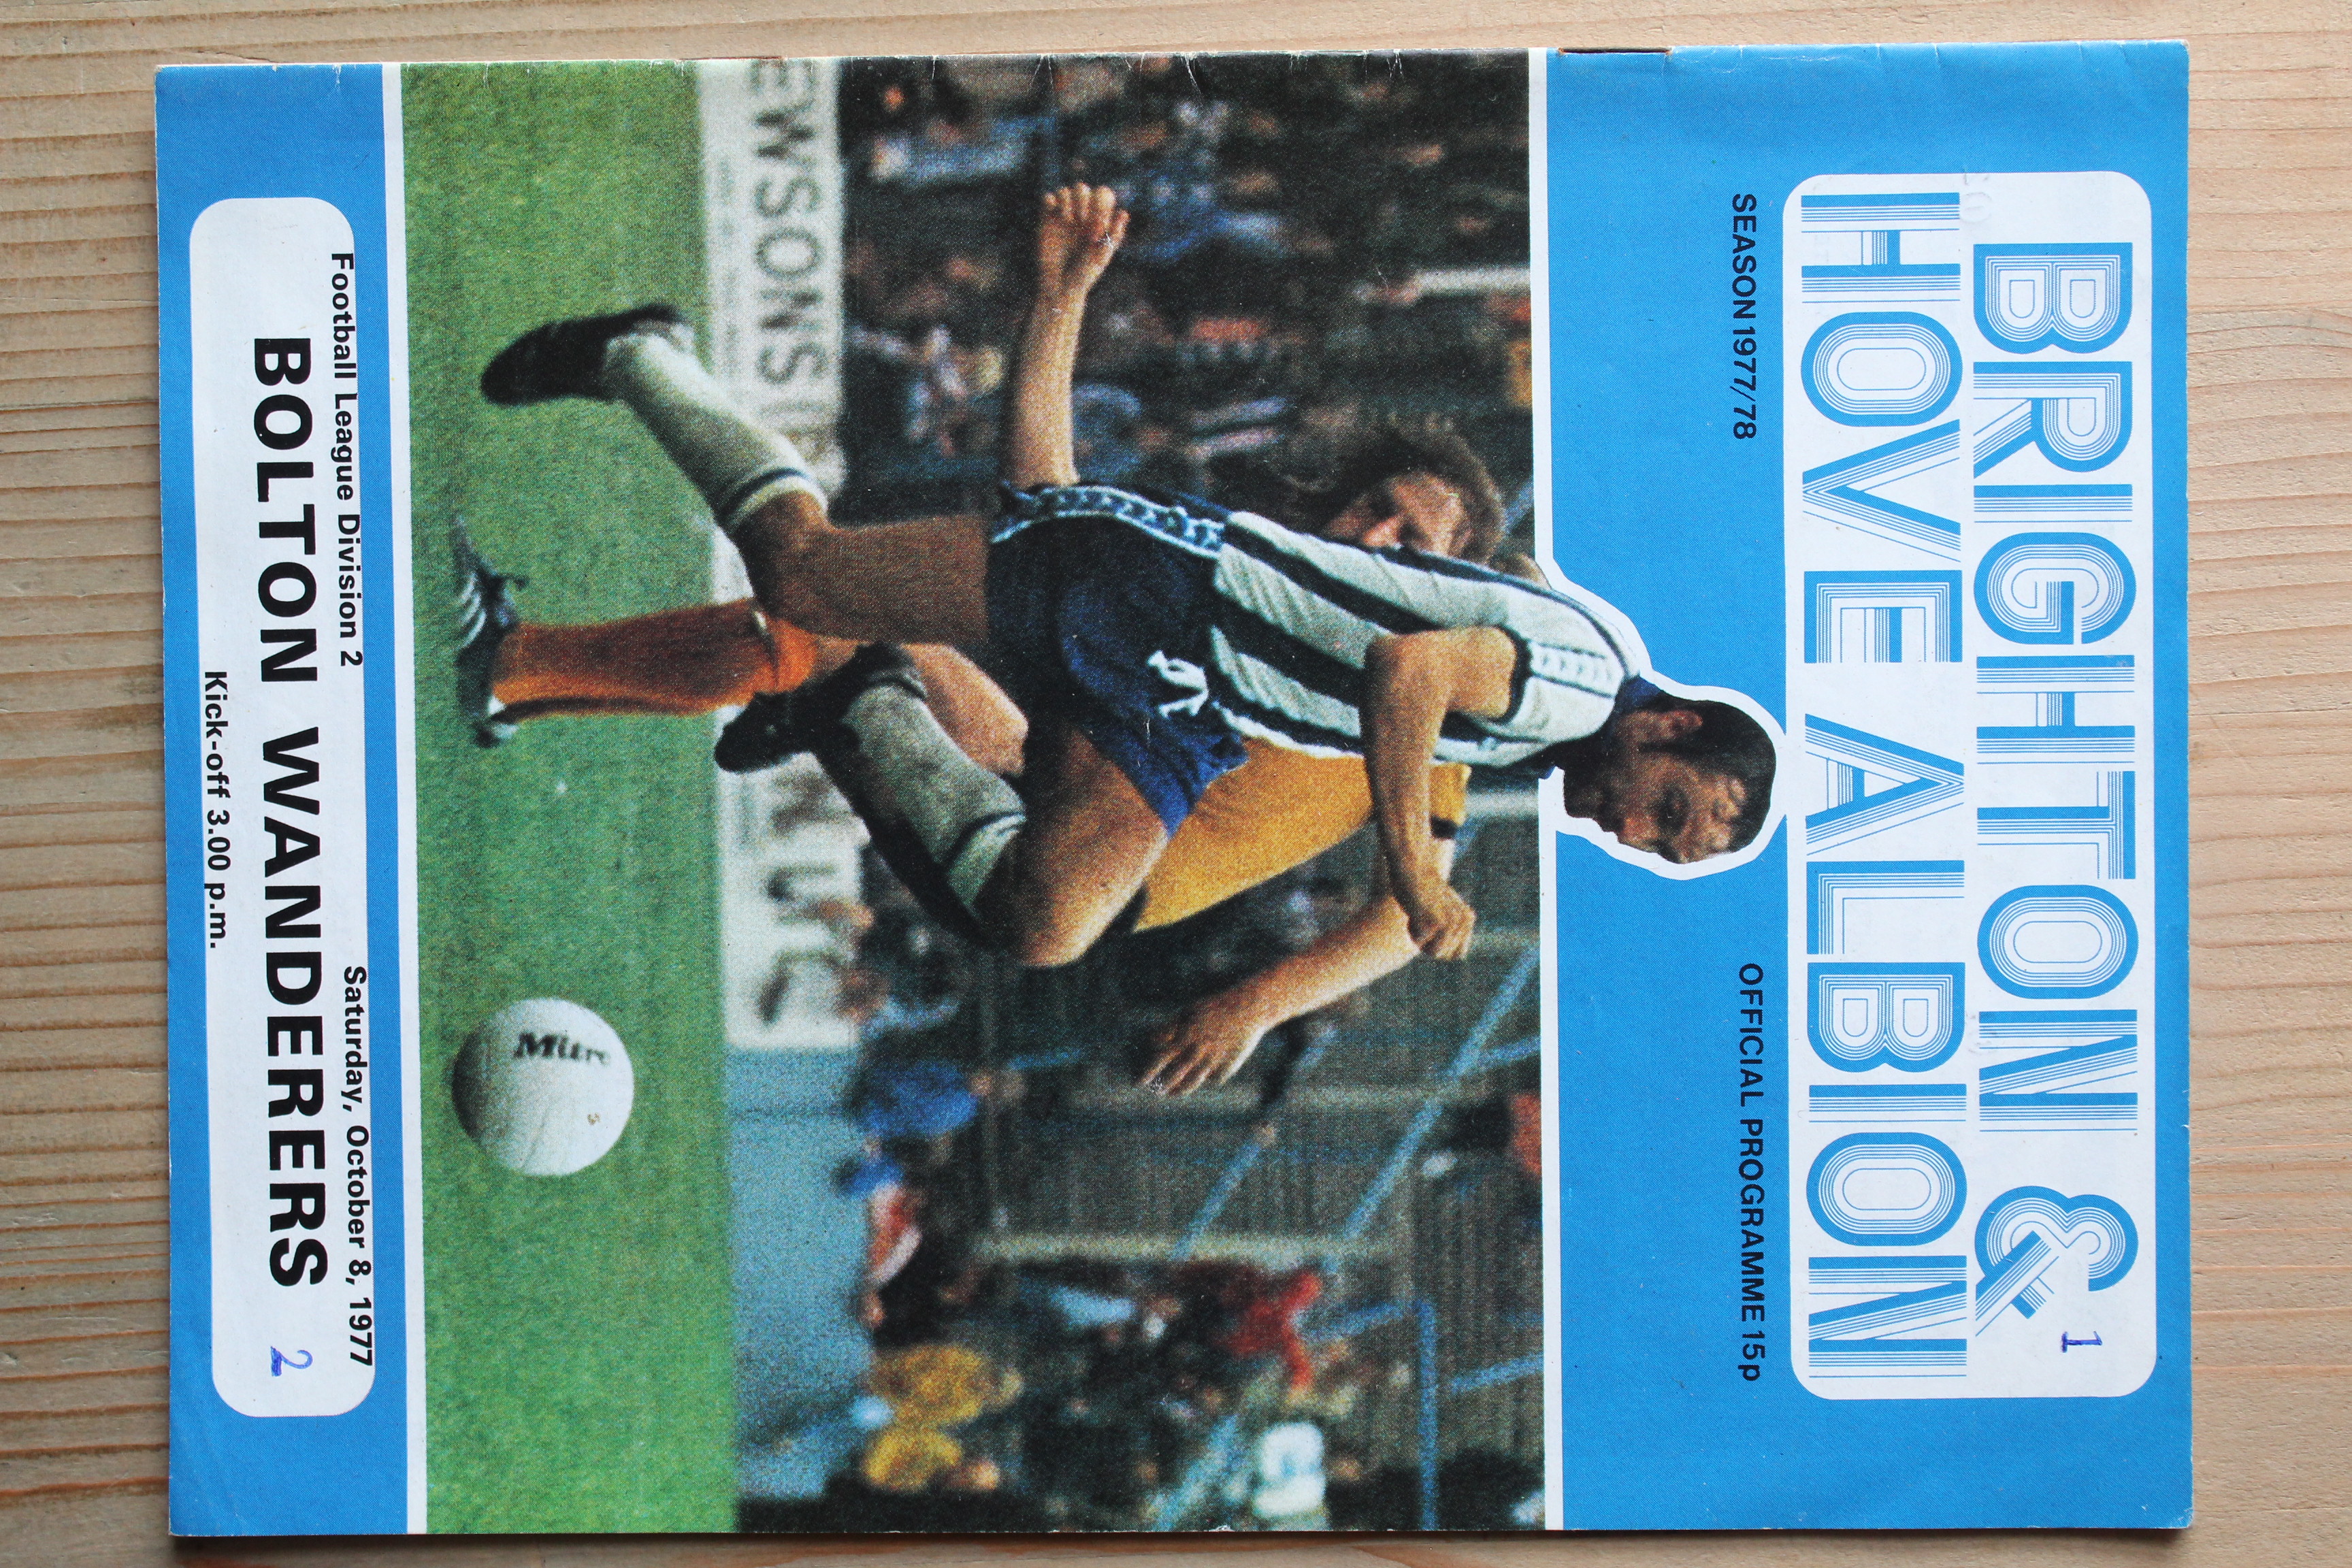 BRIGHTON & 1
HOVE ALBION
SEASON 1977/78
OFFICIAL PROGRAMME 15p
EWSONS
Mitre
Football League Division 2
Saturday, October 8, 1977
BOLTON WANDERERS 2
Kick-off 3.00 p.m.